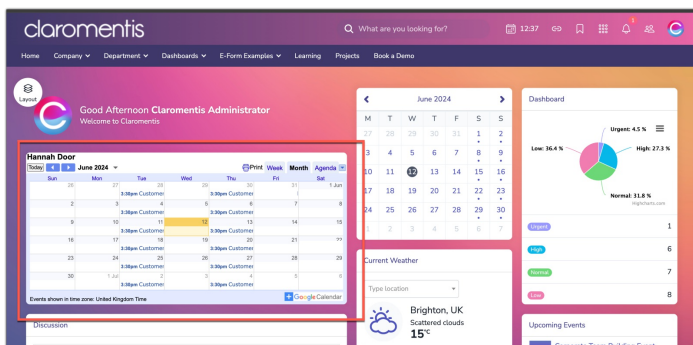 claromentis
What are you looking for?
12:37
1
Home Company Department Dashboards E-Form Examples Learning Projects Book a Demo
Layout
Good Afternoon Claromentis Administrator
Welcome to Claromentis
Hannah Door
Today June 2024 Print Week Month Agenda
Sun Mon Tue Wed Thu Fri Sat
26 27 28 29 30 31 1 Jun
3:30pm Customer 3:30pm Customer
2 3 4 5 6 7 8
3:30pm Customer 3:30pm Customer
9 10 11 12 13 14 15
3:30pm Customer 3:30pm Customer
16 17 18 19 20 21 22
3:30pm Customer 3:30pm Customer
23 24 25 26 27 28 29
3:30pm Customer 3:30pm Customer
30 1 Jul 2 3 4 5 6
3:30pm Customer 3:30pm Customer
Events shown in time zone: United Kingdom Time
Google Calendar
Discussion
June 2024
M T W T F S S
27 28 29 30 31 1 2
3 4 5 6 7 8 9
10 11 12 13 14 15 16
17 18 19 20 21 22 23
24 25 26 27 28 29 30
1 2 3 4 5 6 7
Current Weather
Type location
Brighton, UK
Scattered clouds
15°C
Dashboard
Urgent: 4.5 %
Low: 36.4 %
High: 27.3 %
Normal: 31.8 %
Highcharts.com
Urgent 1
High 6
Normal 7
Low 8
Upcoming Events
Corporate Team Building Event